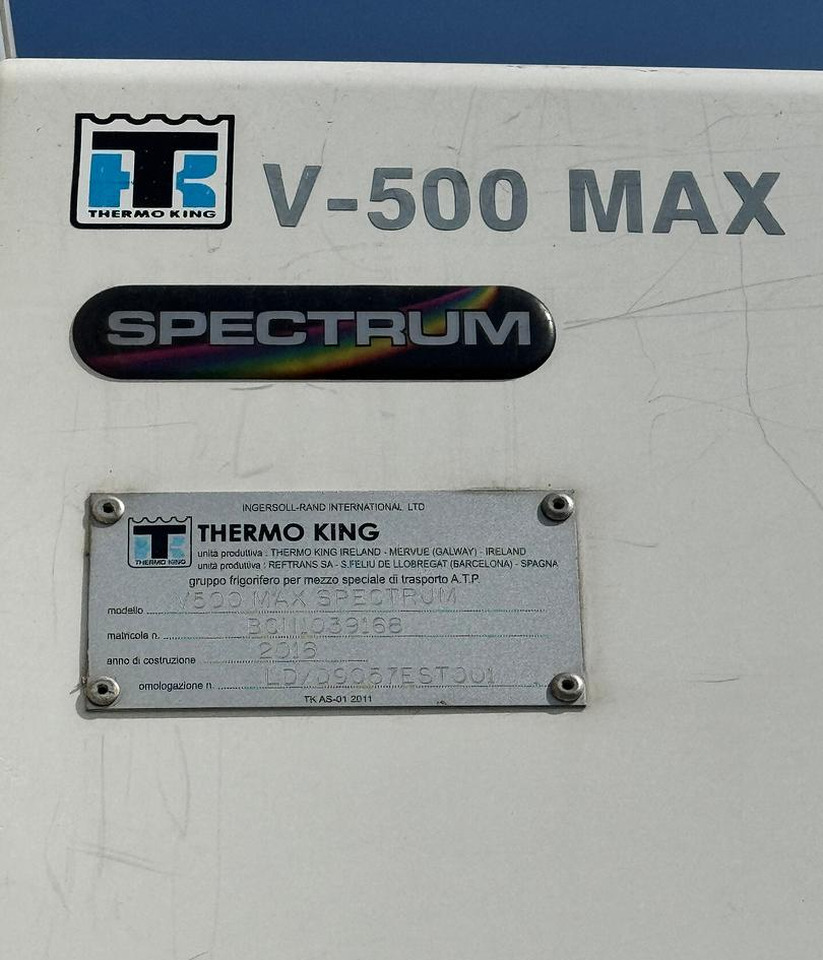 THERMO KING
V-500 MAX
SPECTRUM
INGERSOLL-RAND INTERNATIONAL LTD
THERMO KING
THERMO KING
unità produttiva : THERMO KING IRELAND - MERVUE (GALWAY) - IRELAND
unità produttiva : REFTRANS SA - S.FELIU DE LLOBREGAT (BARCELONA) - SPAGNA
gruppo frigorifero per mezzo speciale di trasporto A.T.P.
modello V500 MAX SPECTRUM
matricola n.
anno di costruzione 2016
omologazione n
TK AS-01 2011